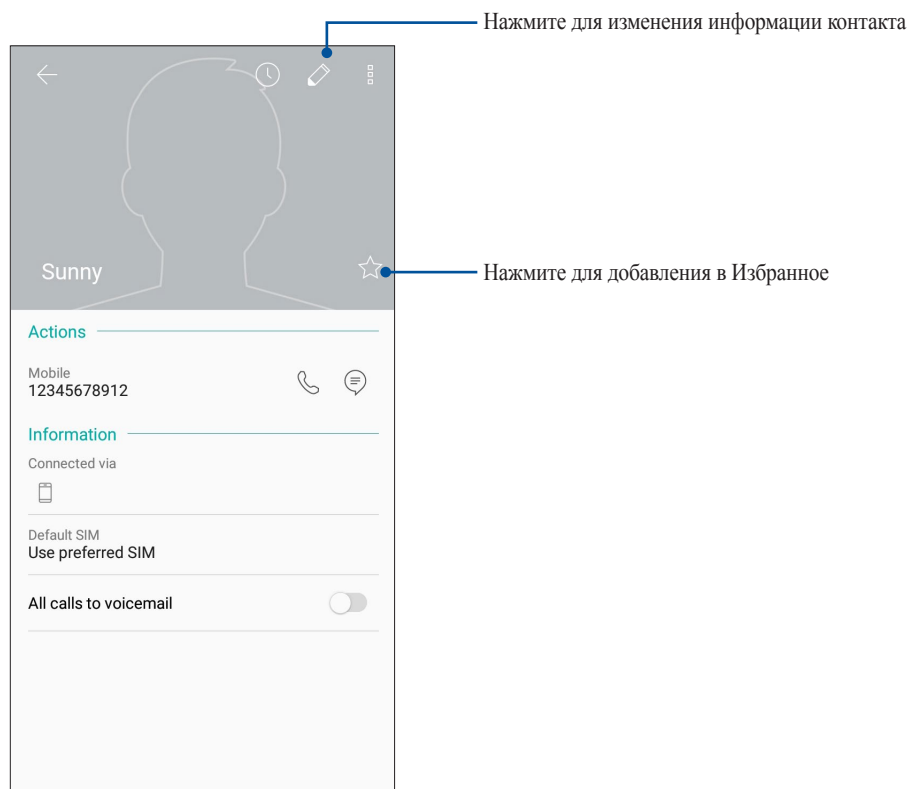 Нажмите для изменения информации контакта
Sunny
Нажмите для добавления в Избранное
Actions
Mobile
12345678912
Information
Connected via
Default SIM
Use preferred SIM
All calls to voicemail